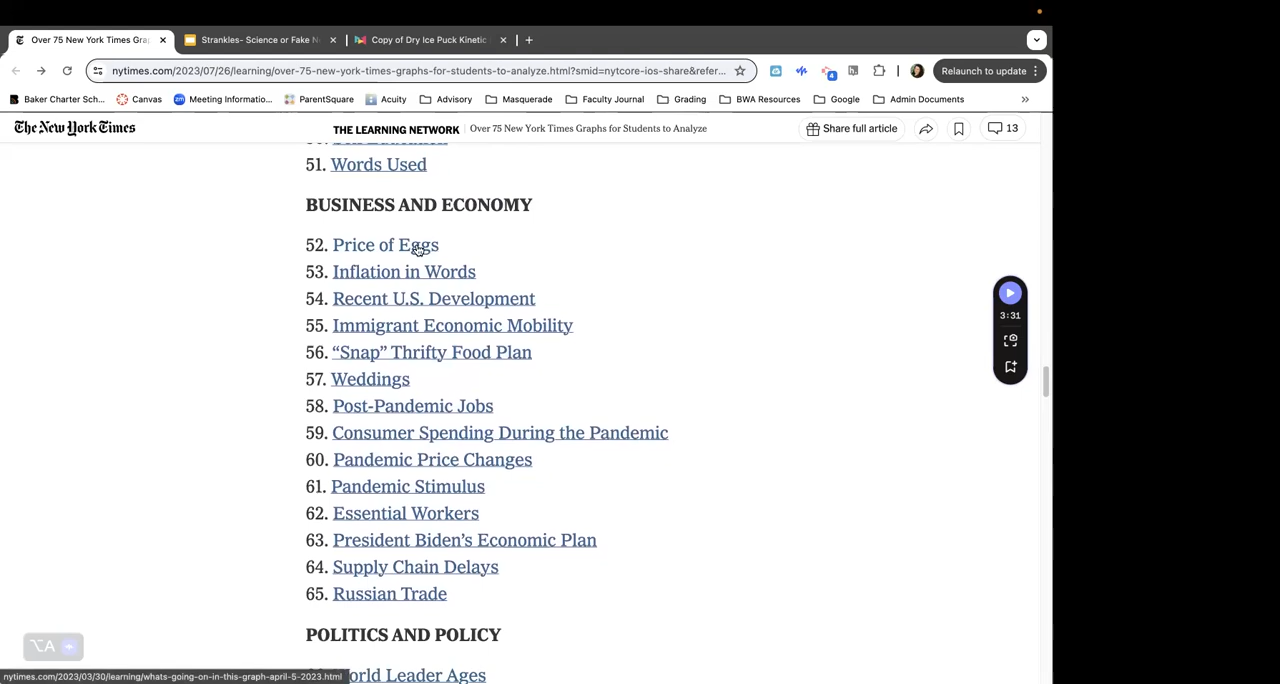 Over 75 New York Times Gra
Strankles- Science or Fake N
Copy of Dry Ice Puck Kinetic
nytimes.com/2023/07/26/learning/over-75-new-york-times-graphs-for-students-to-analyze.html?smid=nytcore-ios-share&refer...
4
Relaunch to update
Baker Charter Sch... Canvas Meeting Informatio... ParentSquare Acuity Advisory Masquerade Faculty Journal Grading BWA Resources Google Admin Documents
The New York Times
THE LEARNING NETWORK Over 75 New York Times Graphs for Students to Analyze
Share full article
13
51. Words Used
BUSINESS AND ECONOMY
52. Price of Eggs
53. Inflation in Words
54. Recent U.S. Development
55. Immigrant Economic Mobility
56. “Snap” Thrifty Food Plan
57. Weddings
58. Post-Pandemic Jobs
59. Consumer Spending During the Pandemic
60. Pandemic Price Changes
61. Pandemic Stimulus
62. Essential Workers
63. President Biden’s Economic Plan
64. Supply Chain Delays
65. Russian Trade
POLITICS AND POLICY
World Leader Ages
3:31
⌥A
nytimes.com/2023/03/30/learning/whats-going-on-in-this-graph-april-5-2023.html